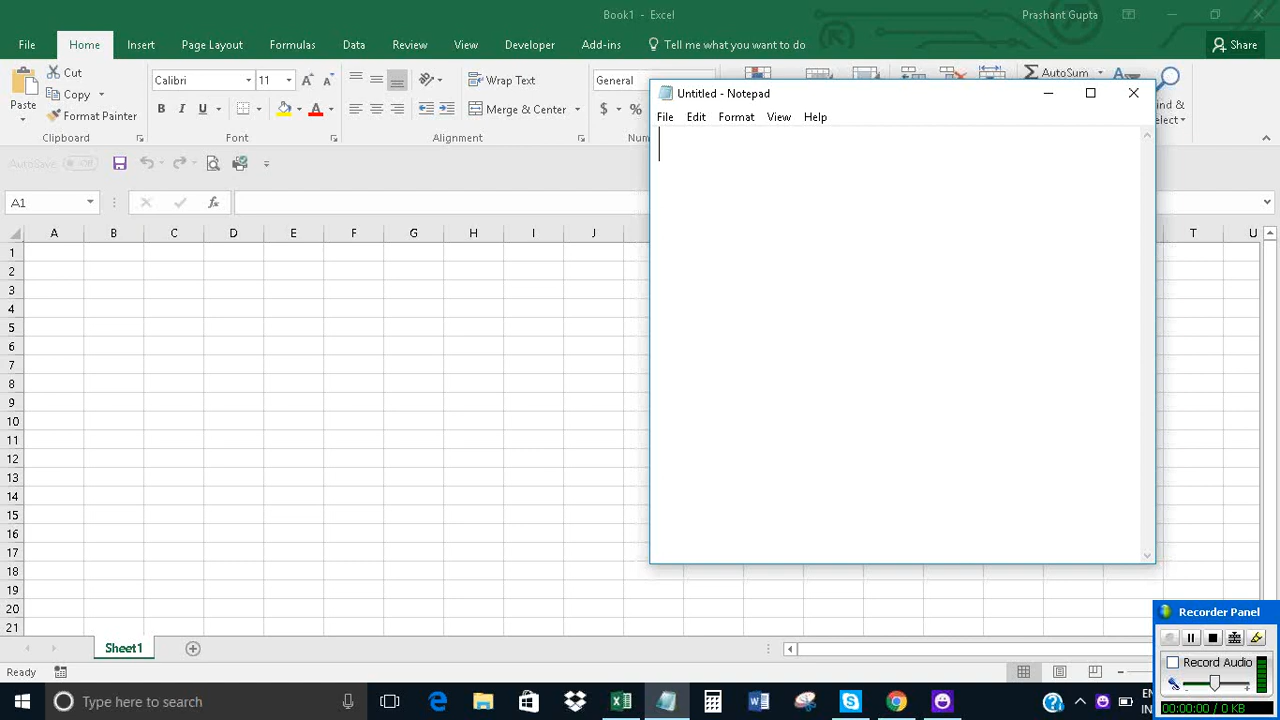 Book1 - Excel
Prashant Gupta
File Home Insert Page Layout Formulas Data Review View Developer Add-ins Tell me what you want to do Share
Paste
Cut
Copy
Format Painter
Clipboard
Calibri 11
B I U A
Font
Wrap Text
Merge & Center
Alignment
General
$ %
AutoSum
AutoSave Off
A1
fx
A B C D E F G H I J T U
1
2
3
4
5
6
7
8
9
10
11
12
13
14
15
16
17
18
19
20
21
Untitled - Notepad
File Edit Format View Help
Sheet1
Ready
Recorder Panel
Record Audio
00:00:00 / 0 KB
Type here to search